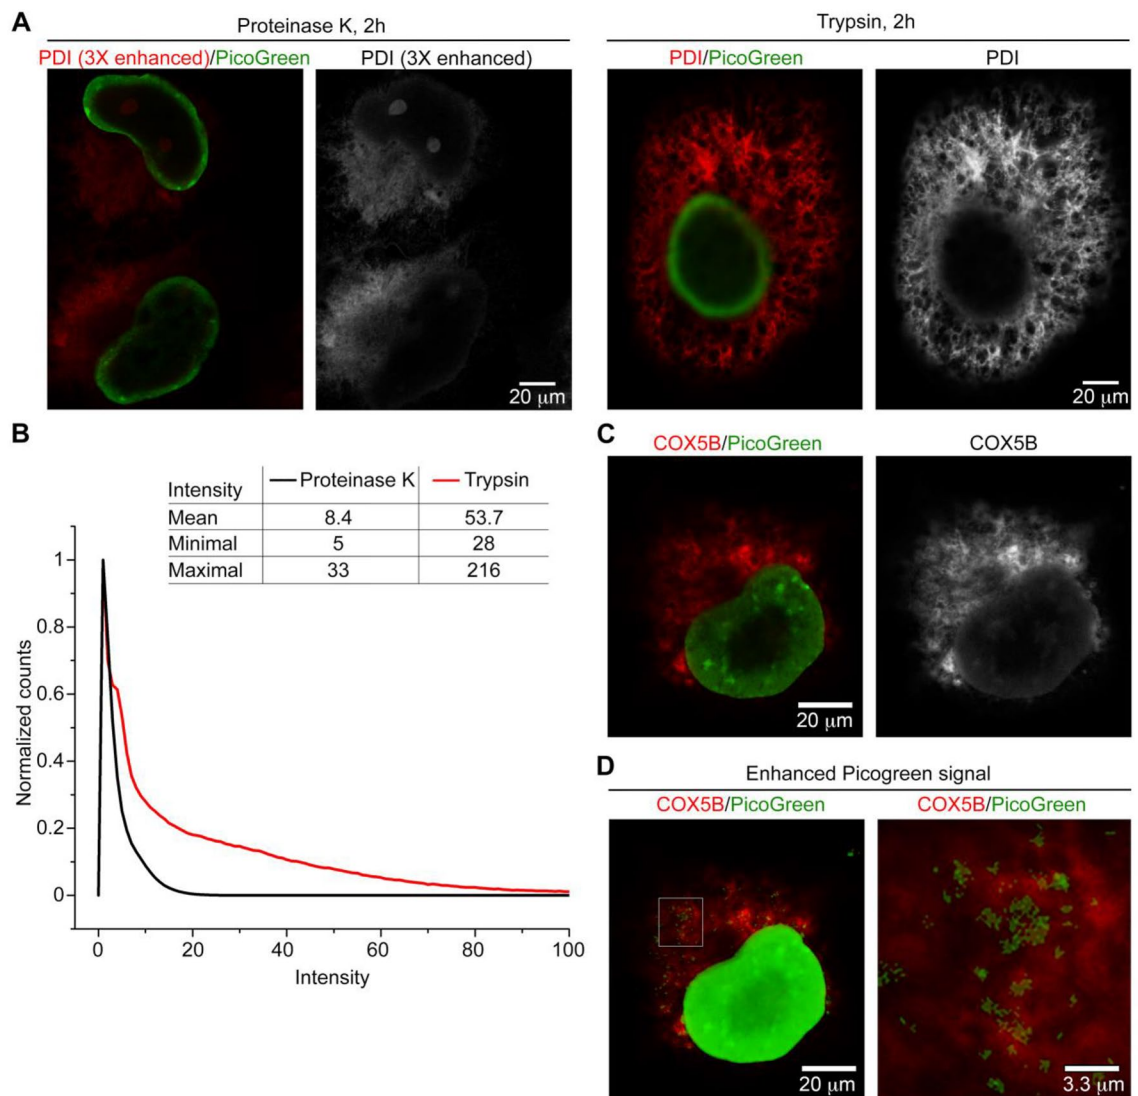 A
Proteinase K, 2h
PDI (3X enhanced)/PicoGreen
PDI (3X enhanced)
20 μm
Trypsin, 2h
PDI/PicoGreen
PDI
20 μm
B
Intensity
Proteinase K
Trypsin
Mean
8.4
53.7
Minimal
5
28
Maximal
33
216
Normalized counts
1
0.8
0.6
0.4
0.2
0
0
20
40
60
80
100
Intensity
C
COX5B/PicoGreen
COX5B
20 μm
20 μm
D
Enhanced Picogreen signal
COX5B/PicoGreen
COX5B/PicoGreen
20 μm
3.3 μm